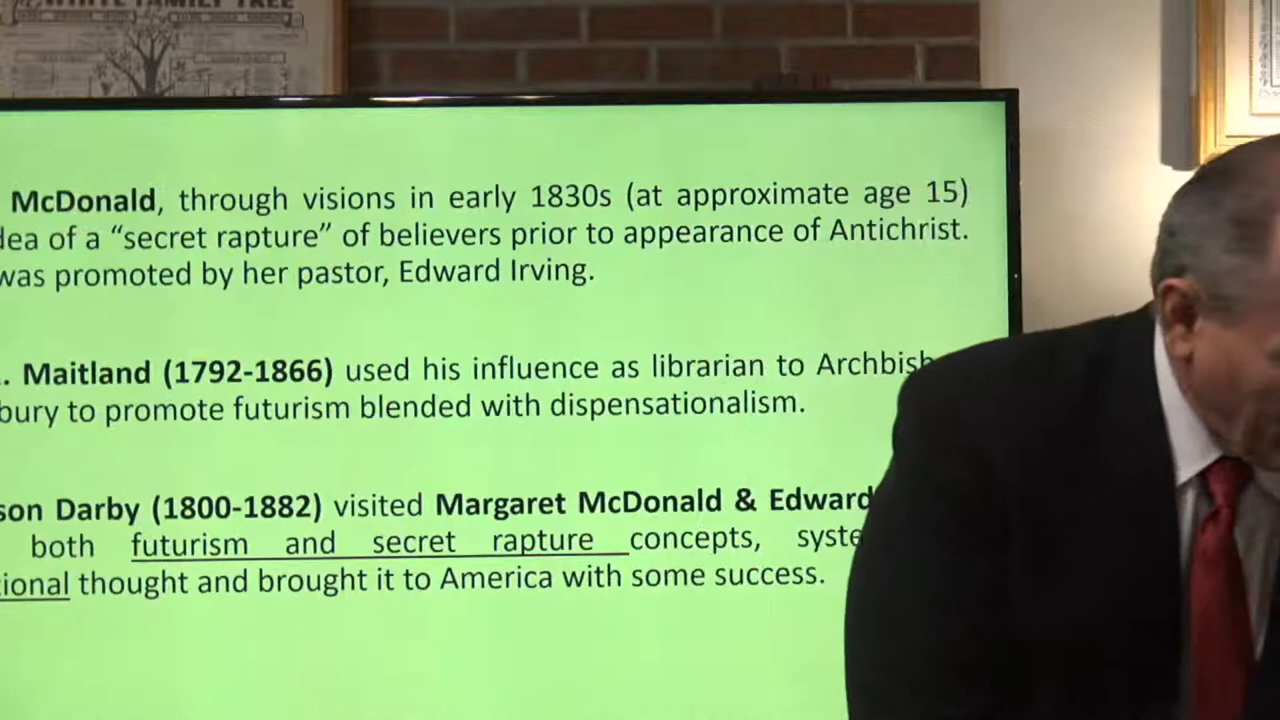 WHITE FAMILY TREE
McDonald, through visions in early 1830s (at approximate age 15)
dea of a “secret rapture” of believers prior to appearance of Antichrist.
was promoted by her pastor, Edward Irving.
. Maitland (1792-1866) used his influence as librarian to Archbish
bury to promote futurism blended with dispensationalism.
son Darby (1800-1882) visited Margaret McDonald & Edward
both futurism and secret rapture concepts, syste
ional thought and brought it to America with some success.